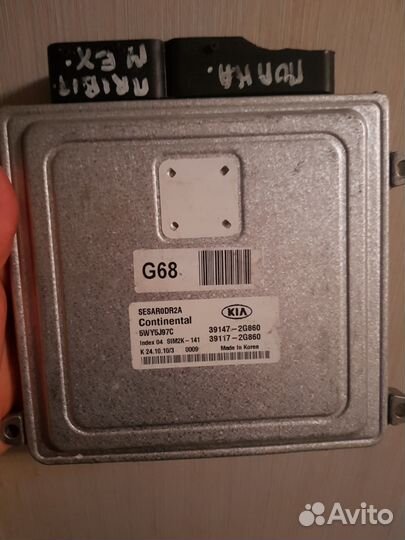 М Е Х.
G68
SESAR0DR2A
Continental
5WY5J97C
Index 04 SIM2K-141
K 24.10.10/3 0009
KIA
39147-2G860
39117-2G860
Made in Korea
Avito